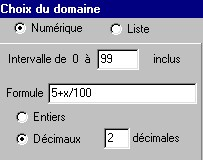 Choix du domaine
Numérique Liste
Intervalle de 0 à 99 inclus
Formule 5+x/100
Entiers
Décimaux 2 décimales